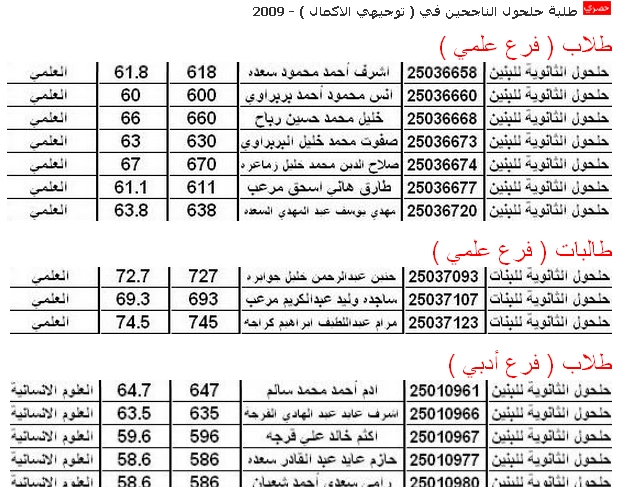 حصري طلبة حلحول الناجحين في ( توجيهي الاكمال ) - 2009
طلاب ( فرع علمي )
حلحول الثانوية للبنين 25036658 اشرف أحمد محمود سعده 618 61.8 العلمي
حلحول الثانوية للبنين 25036660 انس محمود أحمد بربراوي 600 60 العلمي
حلحول الثانوية للبنين 25036668 خليل محمد حسين رباح 660 66 العلمي
حلحول الثانوية للبنين 25036673 صفوت محمد خليل البربراوي 630 63 العلمي
حلحول الثانوية للبنين 25036674 صلاح الدين محمد خليل زماعره 670 67 العلمي
حلحول الثانوية للبنين 25036677 طارق هاني اسحق مرعب 611 61.1 العلمي
حلحول الثانوية للبنين 25036720 مهدي يوسف عبد المهدي السعده 638 63.8 العلمي
طالبات ( فرع علمي )
حلحول الثانوية للبنات 25037093 حنين عبدالرحمن خليل جوابره 727 72.7 العلمي
حلحول الثانوية للبنات 25037107 ساجده وليد عبدالكريم مرعب 693 69.3 العلمي
حلحول الثانوية للبنات 25037123 مرام عبداللطيف ابراهيم كراجه 745 74.5 العلمي
طلاب ( فرع أدبي )
حلحول الثانوية للبنين 25010961 ادم أحمد محمد سالم 647 64.7 العلوم الانسانية
حلحول الثانوية للبنين 25010966 اشرف عايد عبد الهادي الفرجه 635 63.5 العلوم الانسانية
حلحول الثانوية للبنين 25010967 اكثم خالد علي فرجه 596 59.6 العلوم الانسانية
حلحول الثانوية للبنين 25010977 حازم عايد عبد القادر سعده 586 58.6 العلوم الانسانية
حلحول الثانوية للبنين 25010980 رامي سعدي أحمد شعبان 586 58.6 العلوم الانسانية